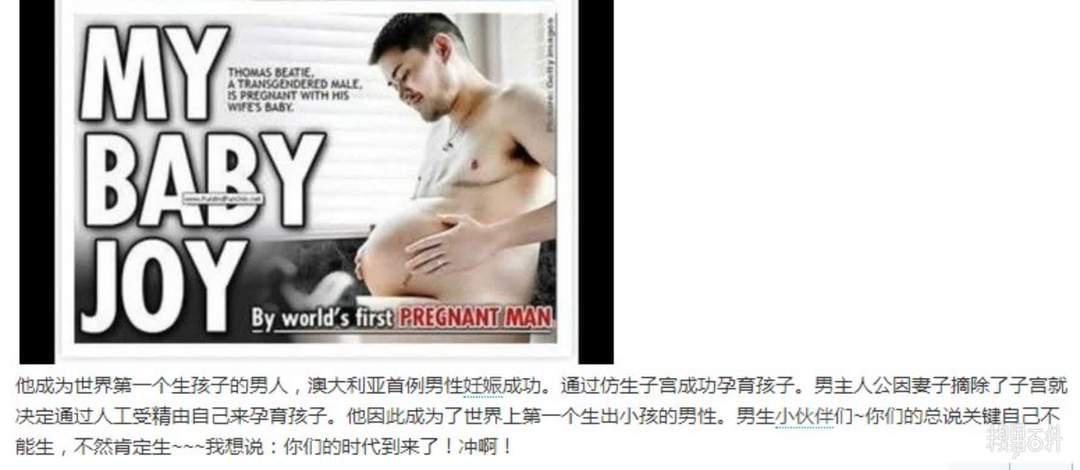 MY
BABY
JOY
THOMAS BEATIE,
A TRANSGENDERED MALE,
IS PREGNANT WITH HIS
WIFE'S BABY.
Picture: Getty Images
By world's first PREGNANT MAN
他成为世界第一个生孩子的男人，澳大利亚首例男性妊娠成功。通过仿生子宫成功孕育孩子。男主人公因妻子摘除了子宫就
决定通过人工受精由自己来孕育孩子。他因此成为了世界上第一个生出小孩的男性。男生小伙伴们~你们的总说关键自己不
能生，不然肯定生~~~我想说：你们的时代到来了！冲啊！